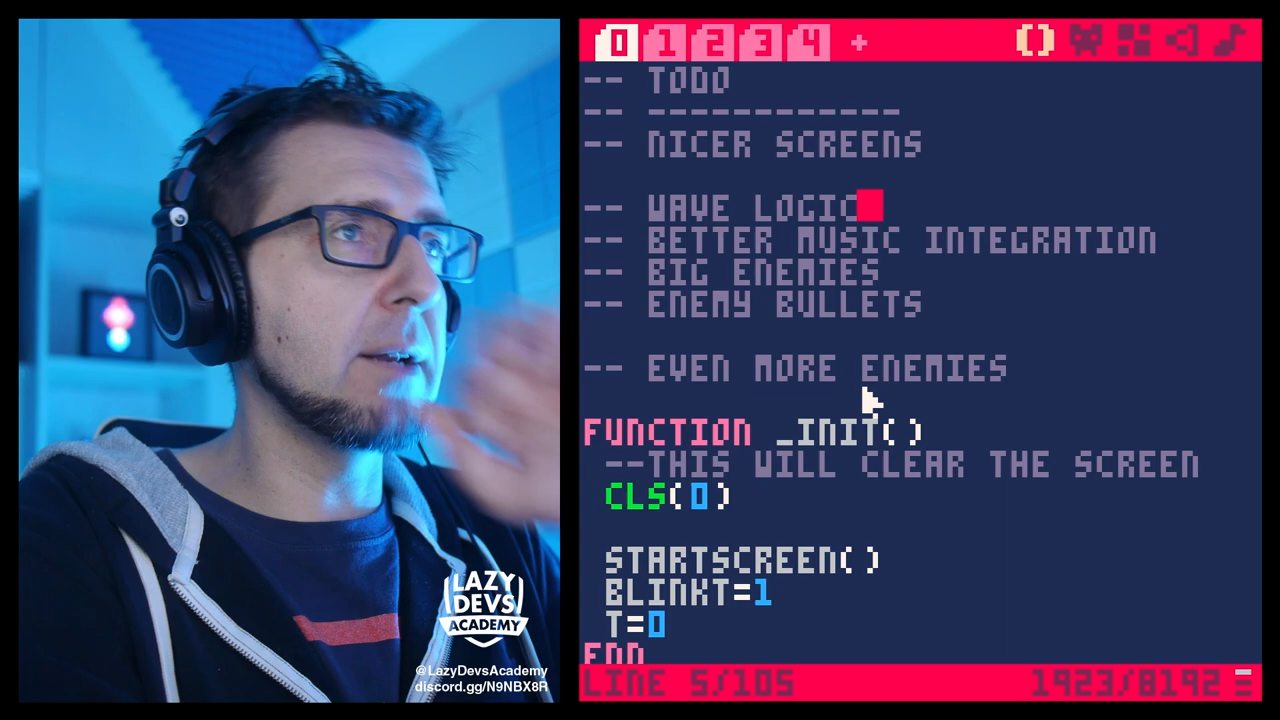 0 1 2 3 4 +
-- TODO
-- ------------
-- NICER SCREENS
-- WAVE LOGIC
-- BETTER MUSIC INTEGRATION
-- BIG ENEMIES
-- ENEMY BULLETS
-- EVEN MORE ENEMIES
FUNCTION _INIT()
--THIS WILL CLEAR THE SCREEN
CLS(0)
STARTSCREEN()
BLINKT=1
T=0
END
LINE 5/105 1923/8192
LAZY
DEVS
ACADEMY
@LazyDevsAcademy
discord.gg/N9NBX8R